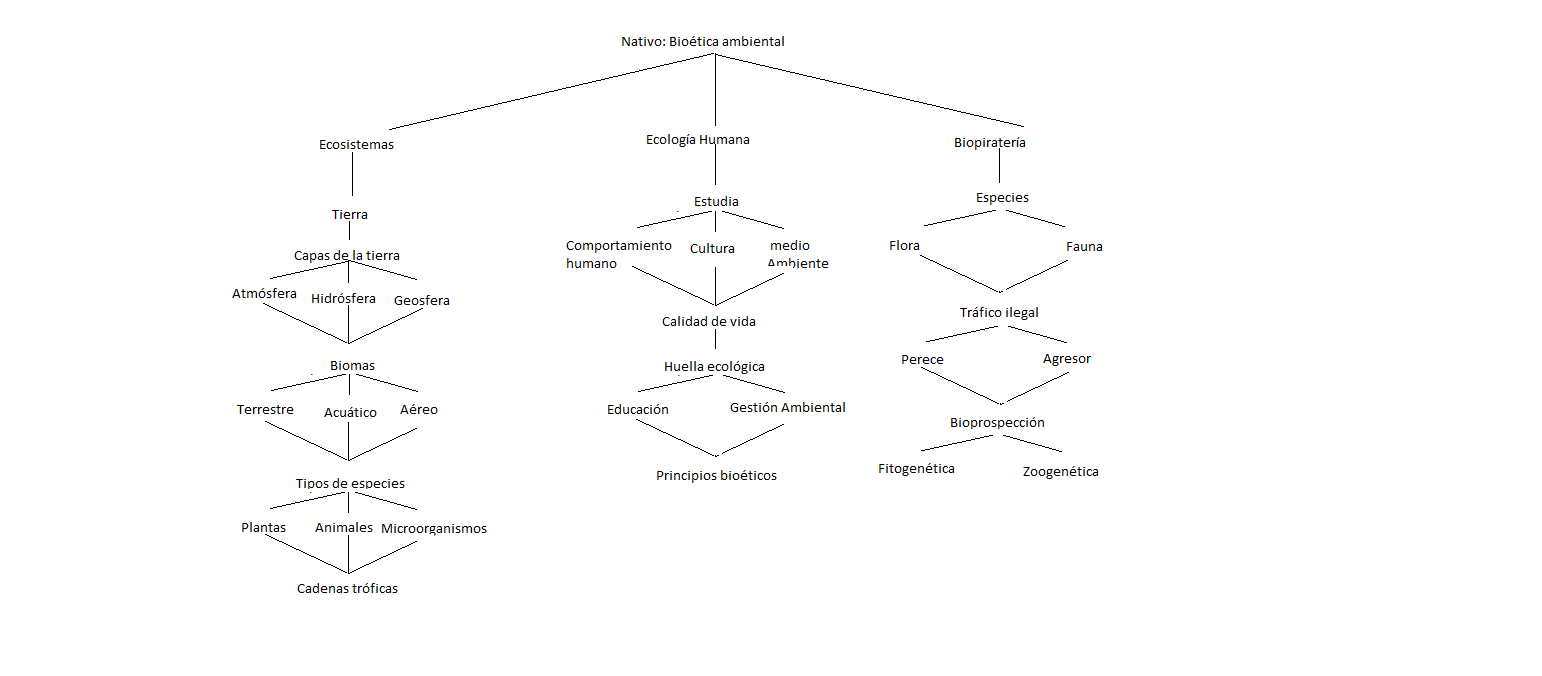 Nativo: Bioética ambiental
Ecosistemas
Ecología Humana
Biopiratería
Tierra
Estudia
Especies
Capas de la tierra
Comportamiento
humano
Cultura
medio
Ambiente
Flora
Fauna
Atmósfera
Hidrósfera
Geosfera
Calidad de vida
Tráfico ilegal
Biomas
Huella ecológica
Perece
Agresor
Terrestre
Acuático
Aéreo
Educación
Gestión Ambiental
Bioprospección
Tipos de especies
Principios bioéticos
Fitogenética
Zoogenética
Plantas
Animales
Microorganismos
Cadenas tróficas